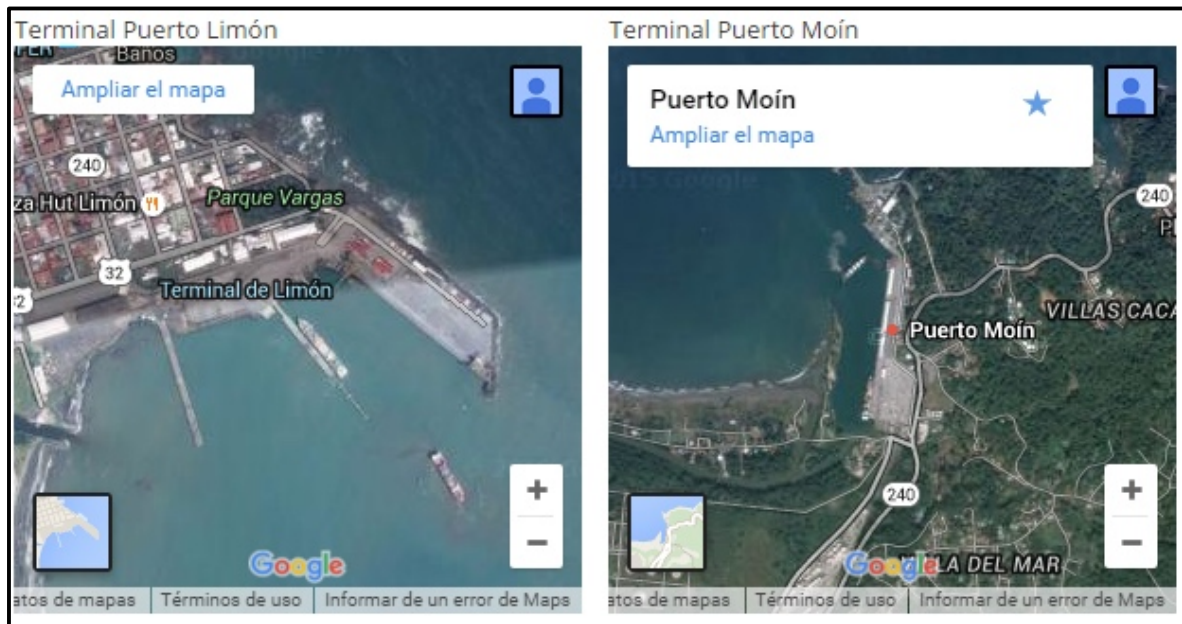 Terminal Puerto Limón
Baños
Ampliar el mapa
240
za Hut Limón
Parque Vargas
32
Terminal de Limón
32
Google
atos de mapas
Términos de uso
Informar de un error de Maps
Terminal Puerto Moín
Puerto Moín
Ampliar el mapa
240
VILLAS CACA
Puerto Moín
240
LA DEL MAR
Google
atos de mapas
Términos de uso
Informar de un error de Maps